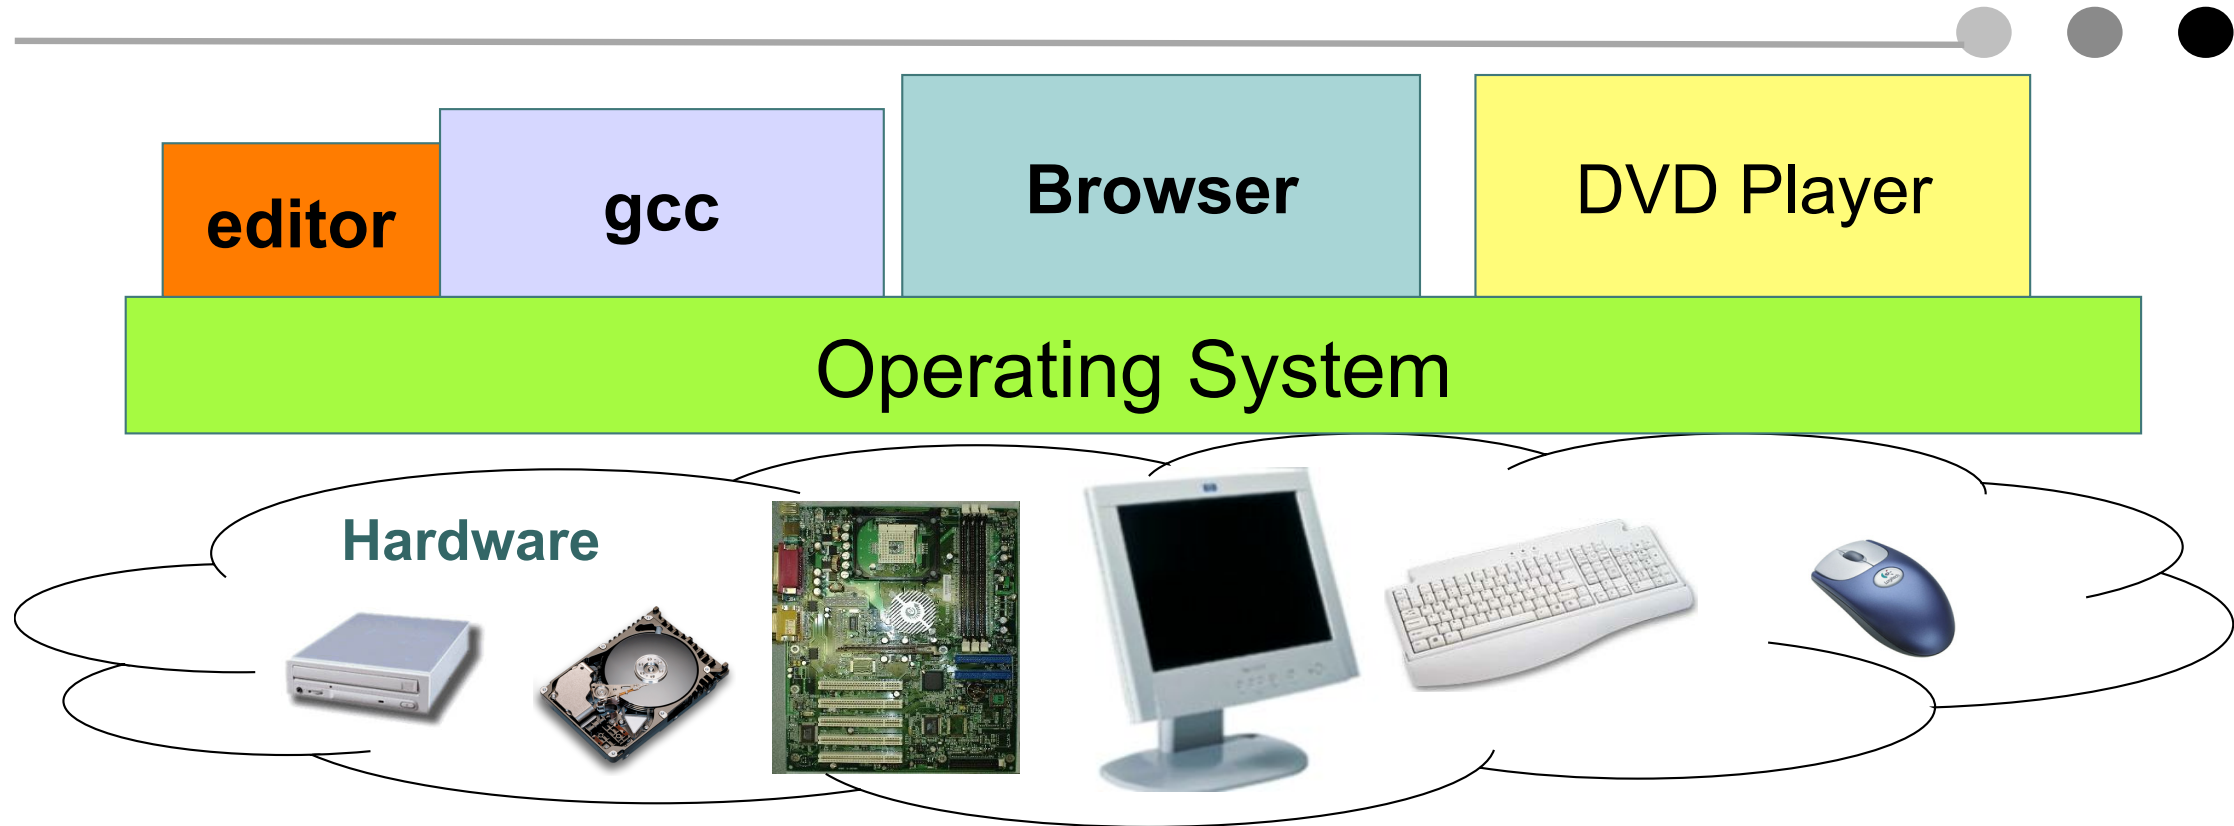 editor
gcc
Browser
DVD Player
Operating System
Hardware